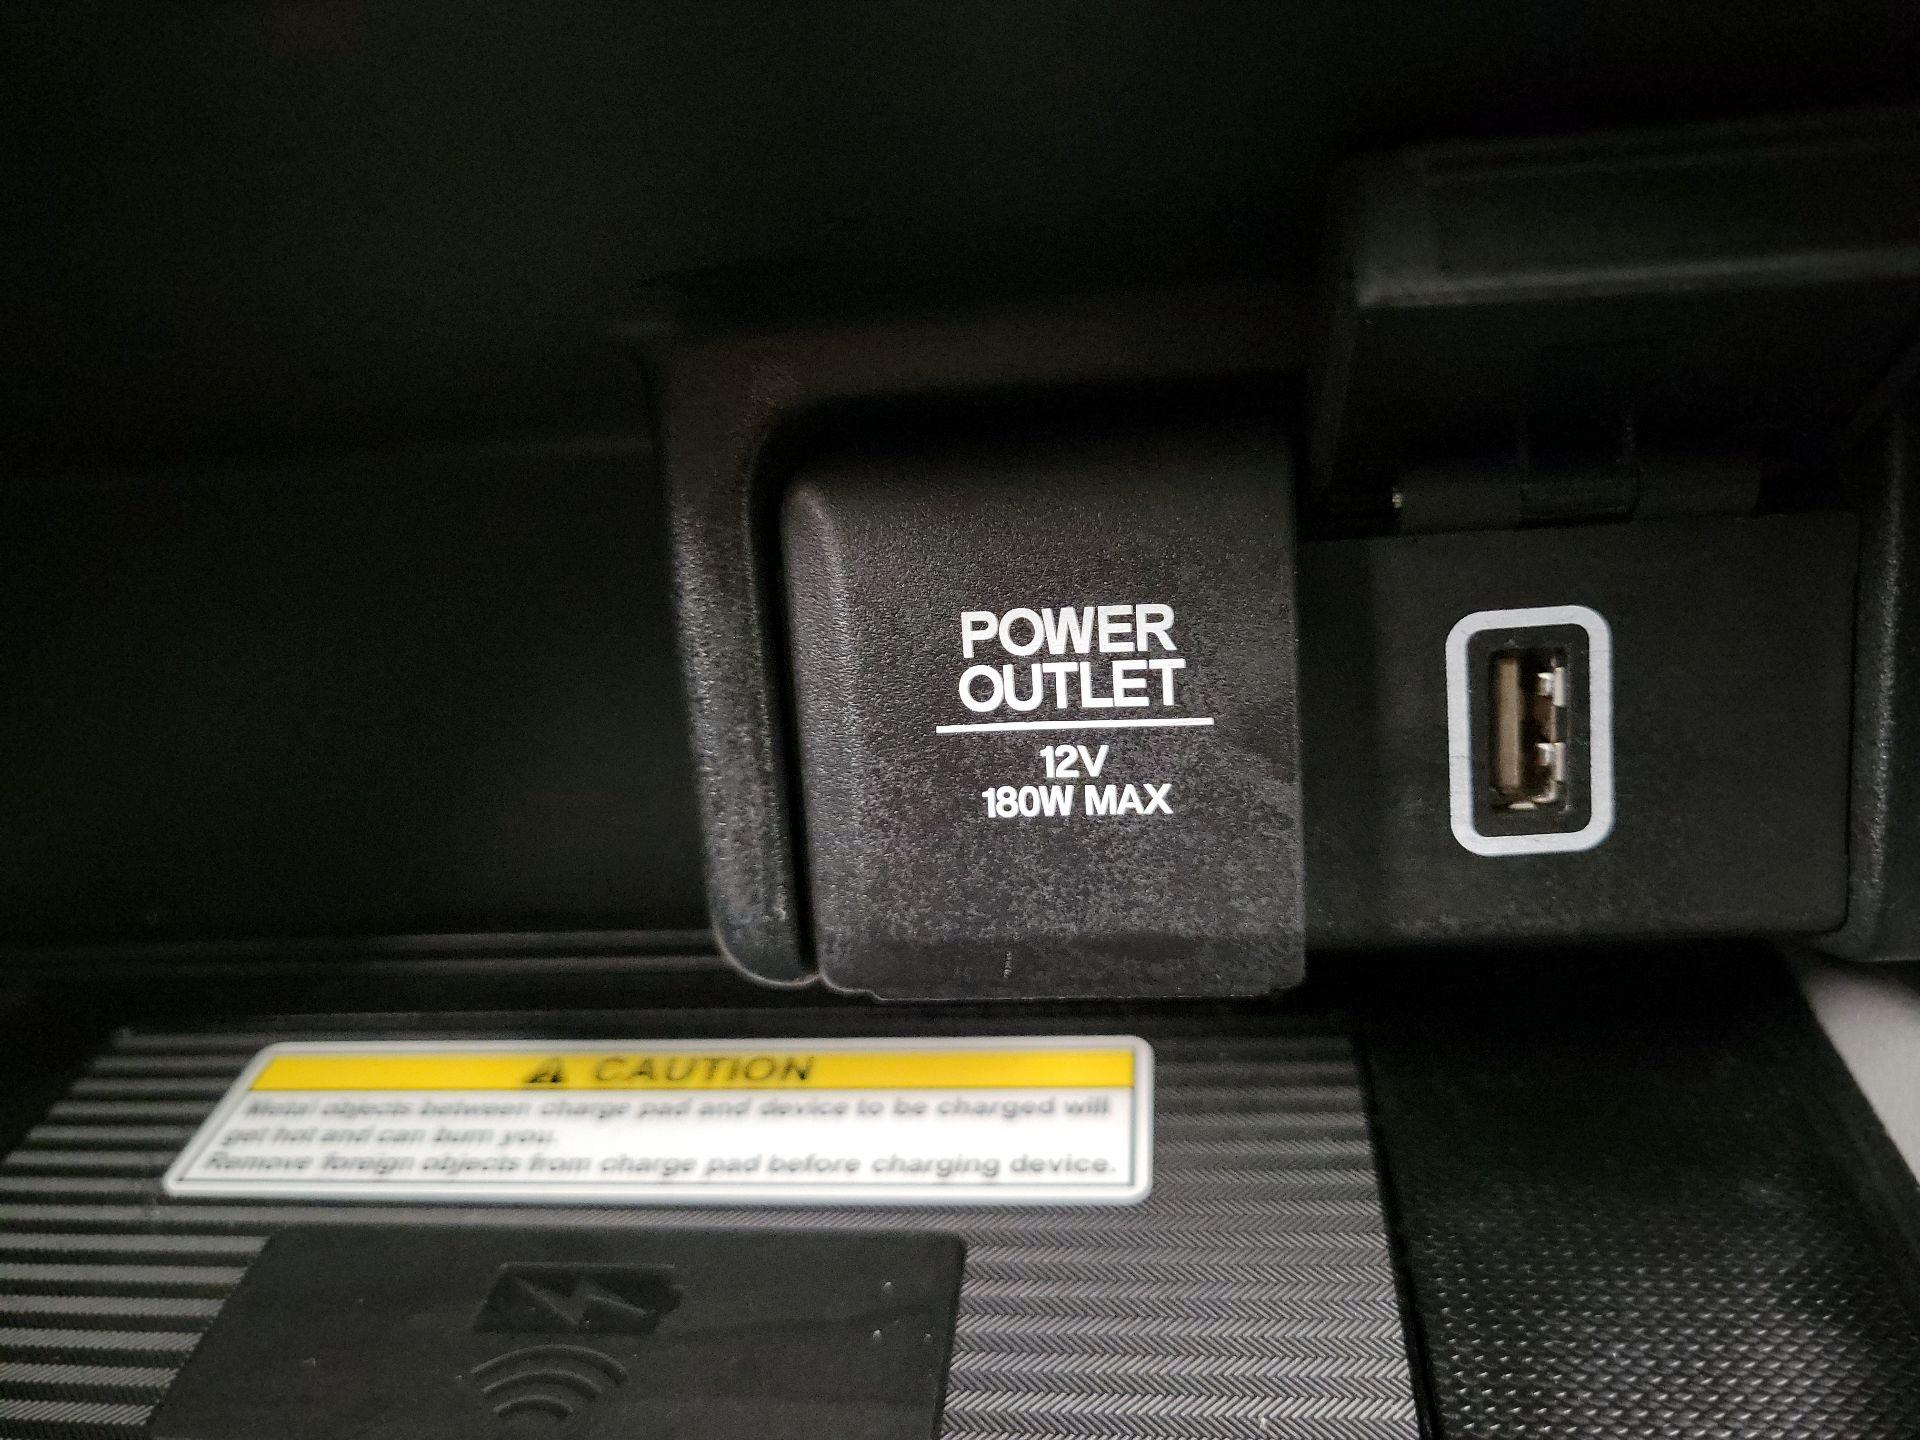 POWER
OUTLET
12V
180W MAX
CAUTION
Metal objects between charge pad and device to be charged will
get hot and can burn you.
Remove foreign objects from charge pad before charging device.